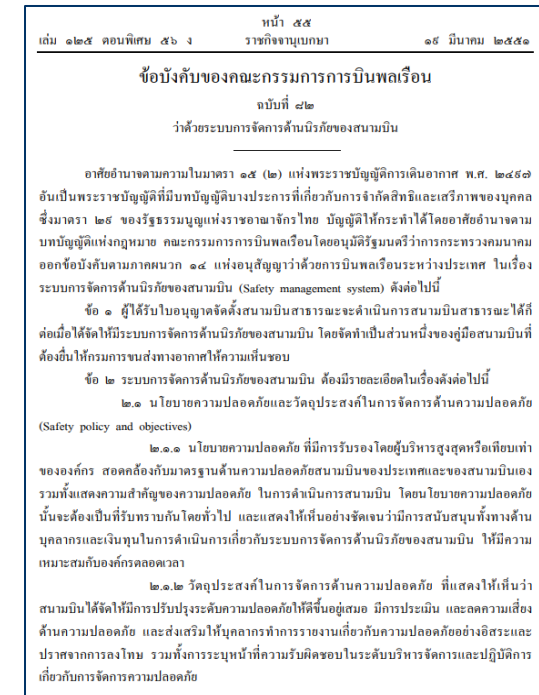 หน้า ๕๕
เล่ม ๑๒๕ ตอนพิเศษ ๕๖ ง ราชกิจจานุเบกษา ๑๙ มีนาคม ๒๕๕๑
ข้อบังคับของคณะกรรมการการบินพลเรือน
ฉบับที่ ๘๒
ว่าด้วยระบบการจัดการด้านนิรภัยของสนามบิน
อาศัยอำนาจตามความในมาตรา ๑๕ (๒) แห่งพระราชบัญญัติการเดินอากาศ พ.ศ. ๒๔๙๗
อันเป็นพระราชบัญญัติที่มีบทบัญญัติบางประการที่เกี่ยวกับการจำกัดสิทธิและเสรีภาพของบุคคล
ซึ่งมาตรา ๒๙ ของรัฐธรรมนูญแห่งราชอาณาจักรไทย บัญญัติให้กระทำได้โดยอาศัยอำนาจตาม
บทบัญญัติแห่งกฎหมาย คณะกรรมการการบินพลเรือนโดยอนุมัติรัฐมนตรีว่าการกระทรวงคมนาคม
ออกข้อบังคับตามภาคผนวก ๑๔ แห่งอนุสัญญาว่าด้วยการบินพลเรือนระหว่างประเทศ ในเรื่อง
ระบบการจัดการด้านนิรภัยของสนามบิน (Safety management system) ดังต่อไปนี้
ข้อ ๑ ผู้ได้รับใบอนุญาตจัดตั้งสนามบินสาธารณะจะดำเนินการสนามบินสาธารณะได้ก็
ต่อเมื่อได้จัดให้มีระบบการจัดการด้านนิรภัยของสนามบิน โดยจัดทำเป็นส่วนหนึ่งของคู่มือสนามบินที่
ต้องยื่นให้กรมการขนส่งทางอากาศให้ความเห็นชอบ
ข้อ ๒ ระบบการจัดการด้านนิรภัยของสนามบิน ต้องมีรายละเอียดในเรื่องดังต่อไปนี้
๒.๑ นโยบายความปลอดภัยและวัตถุประสงค์ในการจัดการด้านความปลอดภัย
(Safety policy and objectives)
๒.๑.๑ นโยบายความปลอดภัย ที่มีการรับรองโดยผู้บริหารสูงสุดหรือเทียบเท่า
ขององค์กร สอดคล้องกับมาตรฐานด้านความปลอดภัยสนามบินของประเทศและของสนามบินเอง
รวมทั้งแสดงความสำคัญของความปลอดภัย ในการดำเนินการสนามบิน โดยนโยบายความปลอดภัย
นั้นจะต้องเป็นที่รับทราบกันโดยทั่วไป และแสดงให้เห็นอย่างชัดเจนว่ามีการสนับสนุนทั้งทางด้าน
บุคลากรและเงินทุนในการดำเนินการเกี่ยวกับระบบการจัดการด้านนิรภัยของสนามบิน ให้มีความ
เหมาะสมกับองค์กรตลอดเวลา
๒.๑.๒ วัตถุประสงค์ในการจัดการด้านความปลอดภัย ที่แสดงให้เห็นว่า
สนามบินได้จัดให้มีการปรับปรุงระดับความปลอดภัยให้ดีขึ้นอยู่เสมอ มีการประเมิน และลดความเสี่ยง
ด้านความปลอดภัย และส่งเสริมให้บุคลากรทำการรายงานเกี่ยวกับความปลอดภัยอย่างอิสระและ
ปราศจากการลงโทษ รวมทั้งการระบุหน้าที่ความรับผิดชอบในระดับบริหารจัดการและปฏิบัติการ
เกี่ยวกับการจัดการความปลอดภัย